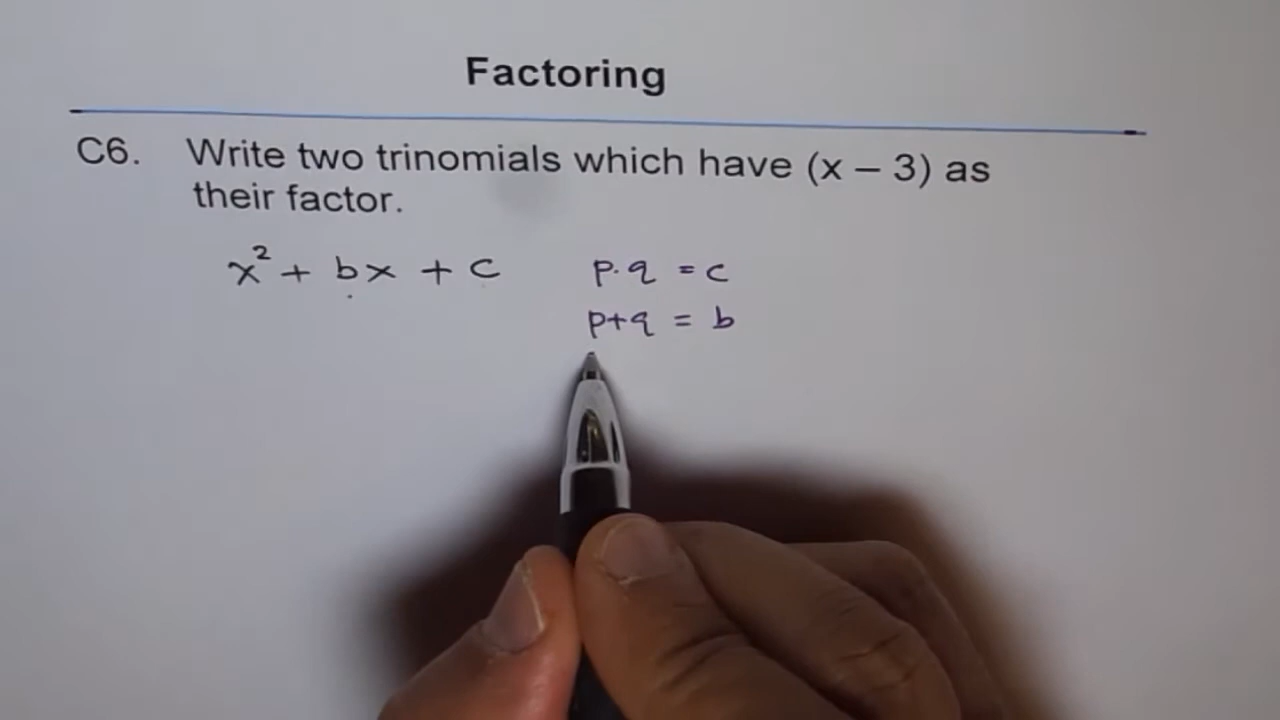 Factoring
C6. Write two trinomials which have (x – 3) as
their factor.
x² + bx + c p·q = c
p+q = b